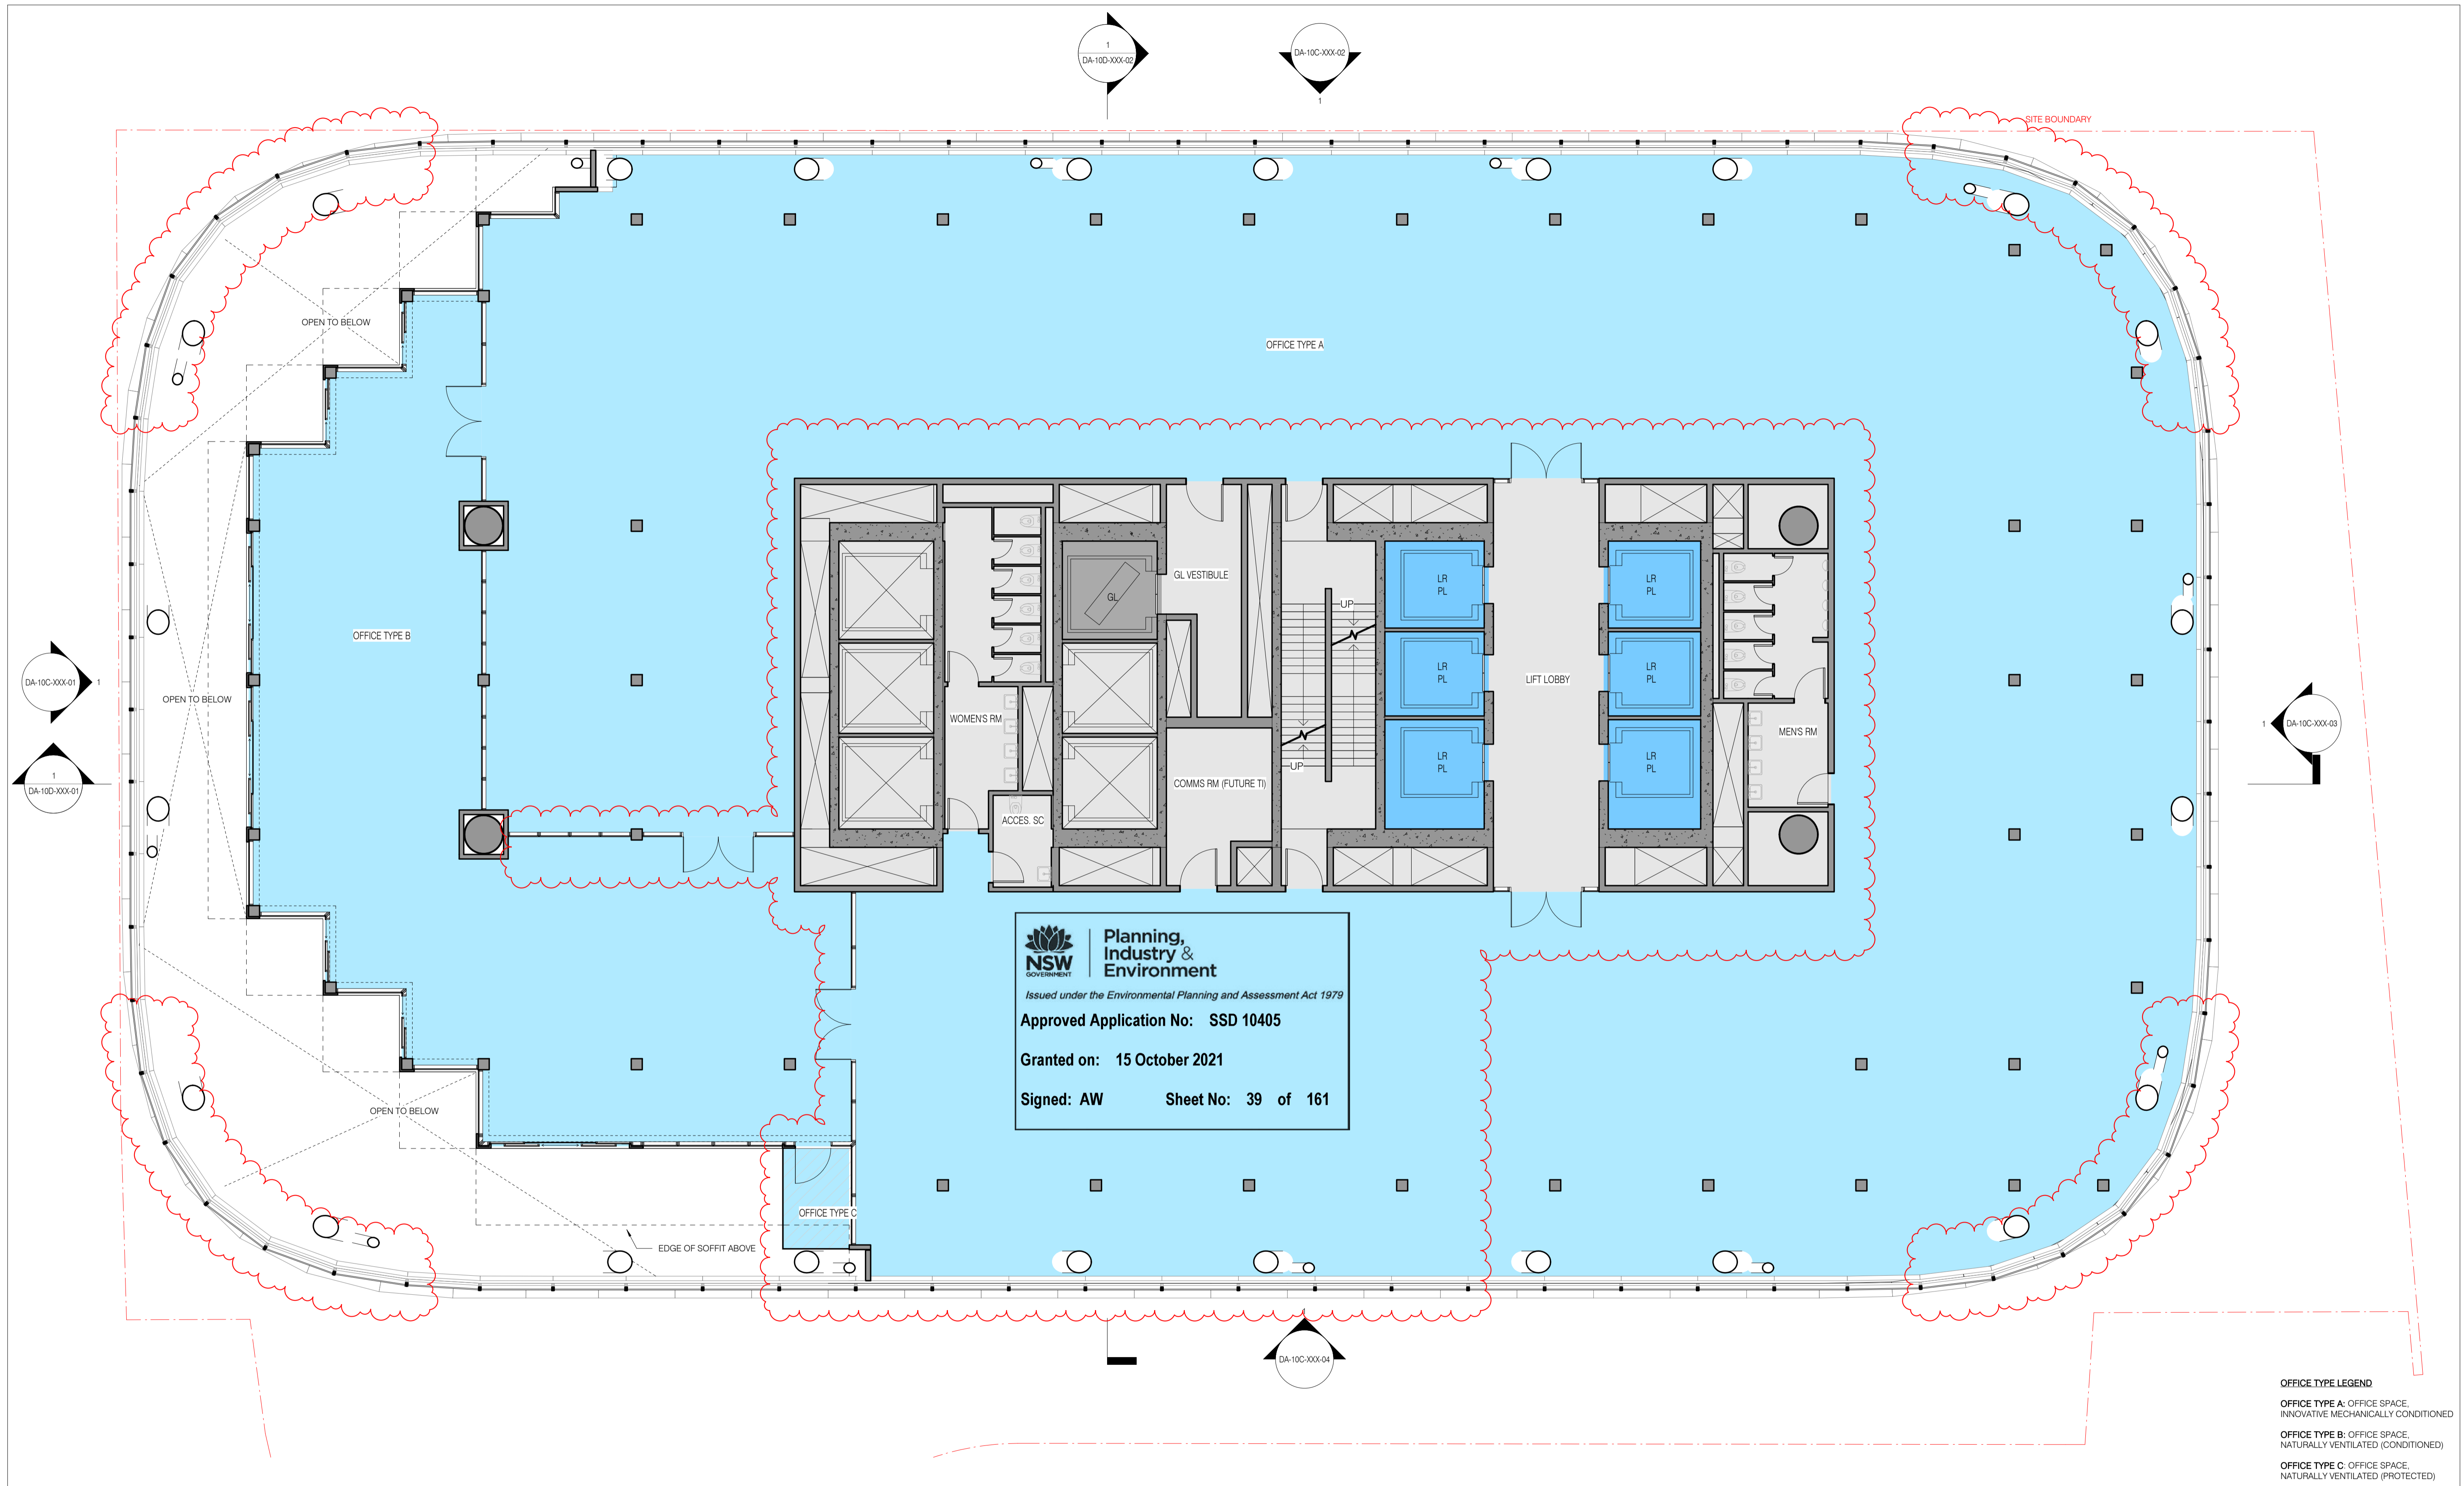 1
DA-10D-XXX-02
DA-10C-XXX-02
1
SITE BOUNDARY
OPEN TO BELOW
OFFICE TYPE A
GL VESTIBULE
GL
LR
PL
LR
PL
UP
OFFICE TYPE B
LR
PL
LR
PL
DA-10C-XXX-01
1
OPEN TO BELOW
LIFT LOBBY
WOMEN'S RM
MEN'S RM
1
DA-10C-XXX-03
LR
PL
LR
PL
UP
1
DA-10D-XXX-01
COMMS RM (FUTURE TI)
ACCES. SC
NSW
GOVERNMENT
Planning,
Industry &
Environment
Issued under the Environmental Planning and Assessment Act 1979
Approved Application No: SSD 10405
Granted on: 15 October 2021
Signed: AW Sheet No: 39 of 161
OPEN TO BELOW
OFFICE TYPE C
EDGE OF SOFFIT ABOVE
1
DA-10C-XXX-04
OFFICE TYPE LEGEND
OFFICE TYPE A: OFFICE SPACE,
INNOVATIVE MECHANICALLY CONDITIONED
OFFICE TYPE B: OFFICE SPACE,
NATURALLY VENTILATED (CONDITIONED)
OFFICE TYPE C: OFFICE SPACE,
NATURALLY VENTILATED (PROTECTED)